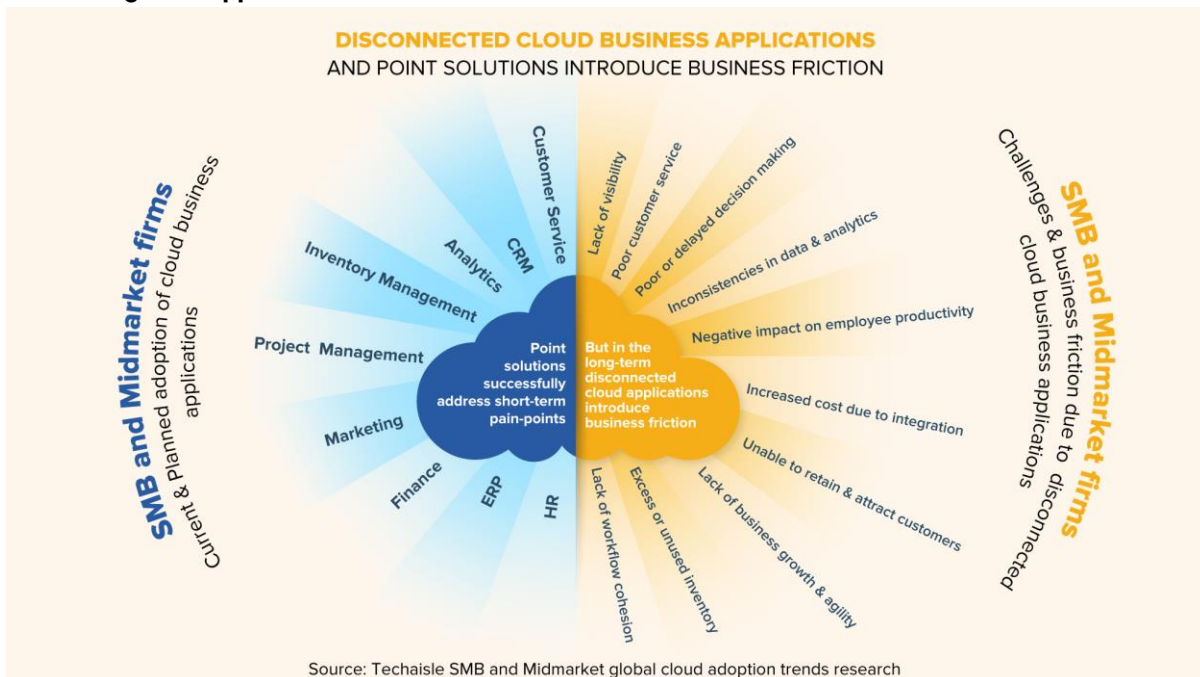 DISCONNECTED CLOUD BUSINESS APPLICATIONS
AND POINT SOLUTIONS INTRODUCE BUSINESS FRICTION
SMB and Midmarket firms
Current & Planned adoption of cloud business
applications
Customer Service
CRM
Analytics
Inventory Management
Project Management
Marketing
Finance
ERP
HR
Point
solutions
successfully
address short-term
pain-points
But in the
long-term
disconnected
cloud applications
introduce
business friction
Lack of visibility
Poor customer service
Poor or delayed decision making
Inconsistencies in data & analytics
Negative impact on employee productivity
Increased cost due to integration
Unable to retain & attract customers
Lack of business growth & agility
Excess or unused inventory
Lack of workflow cohesion
SMB and Midmarket firms
Challenges & business friction due to disconnected
cloud business applications
Source: Techaisle SMB and Midmarket global cloud adoption trends research